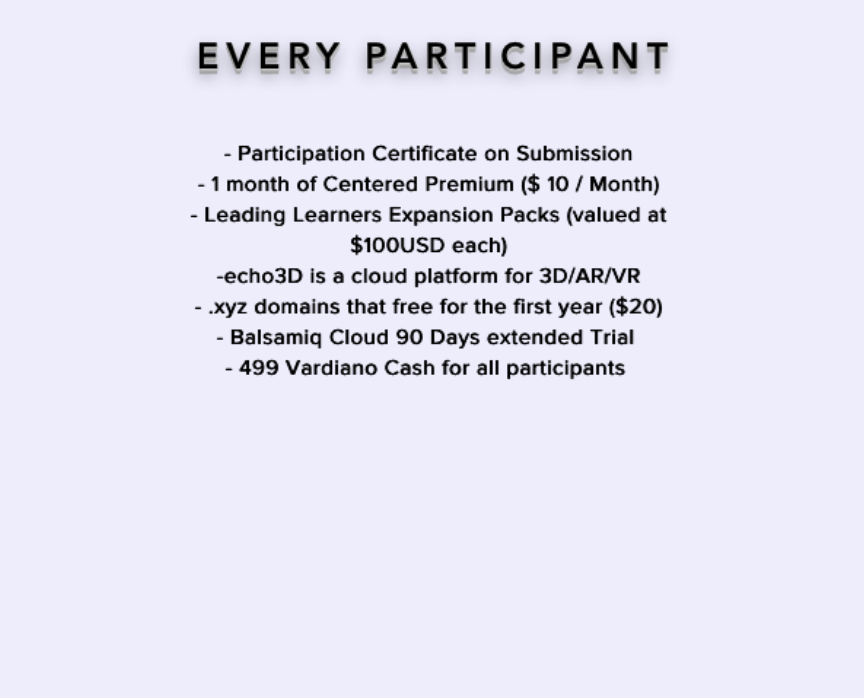 EVERY PARTICIPANT
- Participation Certificate on Submission
- 1 month of Centered Premium ($ 10 / Month)
- Leading Learners Expansion Packs (valued at
$100USD each)
-echo3D is a cloud platform for 3D/AR/VR
- .xyz domains that free for the first year ($20)
- Balsamiq Cloud 90 Days extended Trial
- 499 Vardiano Cash for all participants